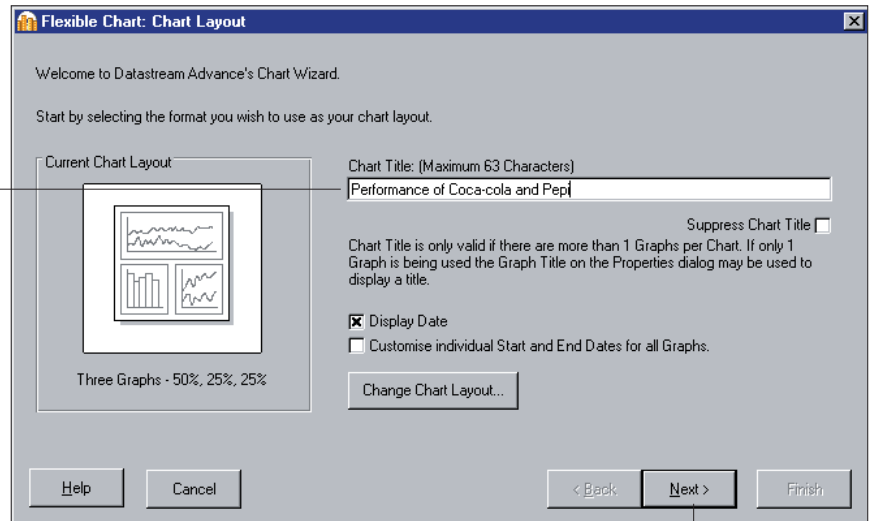 Flexible Chart: Chart Layout
Welcome to Datastream Advance's Chart Wizard.
Start by selecting the format you wish to use as your chart layout.
Current Chart Layout
Three Graphs - 50%, 25%, 25%
Chart Title: (Maximum 63 Characters)
Performance of Coca-cola and Pepi
Suppress Chart Title
Chart Title is only valid if there are more than 1 Graphs per Chart. If only 1
Graph is being used the Graph Title on the Properties dialog may be used to
display a title.
Display Date
Customise individual Start and End Dates for all Graphs.
Change Chart Layout...
Help
Cancel
< Back
Next >
Finish